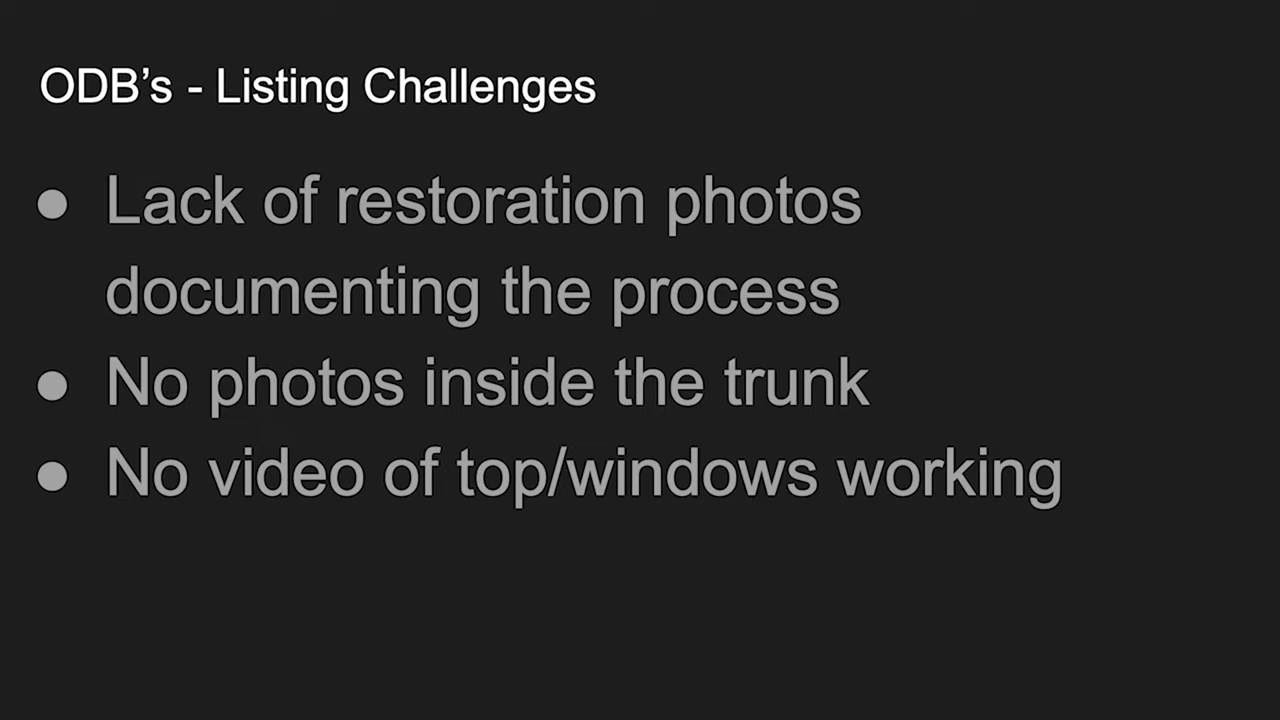 ODB’s - Listing Challenges
● Lack of restoration photos
documenting the process
● No photos inside the trunk
● No video of top/windows working